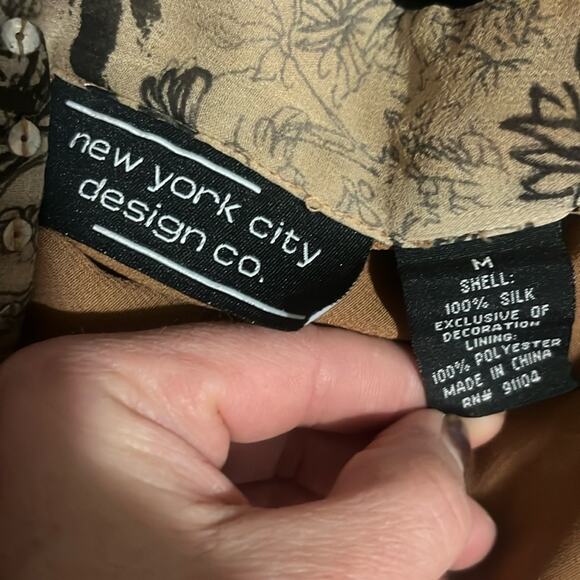 new york city
design co.
M
SHELL:
100% SILK
EXCLUSIVE OF
DECORATION
LINING:
100% POLYESTER
MADE IN CHINA
RN# 91104